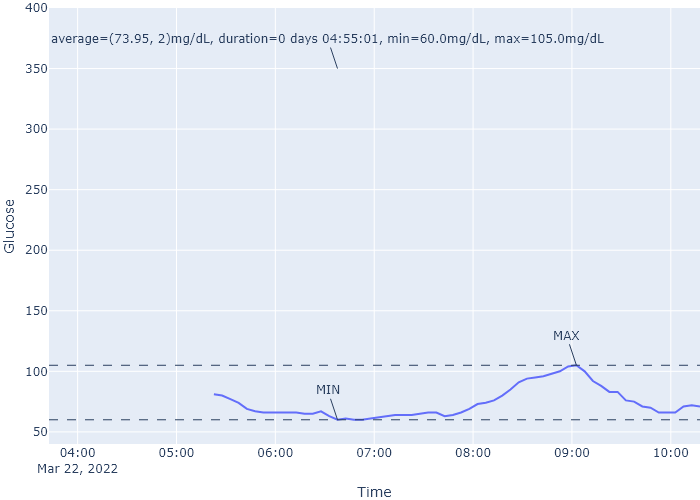 400
average=(73.95, 2)mg/dL, duration=0 days 04:55:01, min=60.0mg/dL, max=105.0mg/dL
350
300
250
200
150
100
50
Glucose
MAX
MIN
04:00 05:00 06:00 07:00 08:00 09:00 10:00
Mar 22, 2022
Time